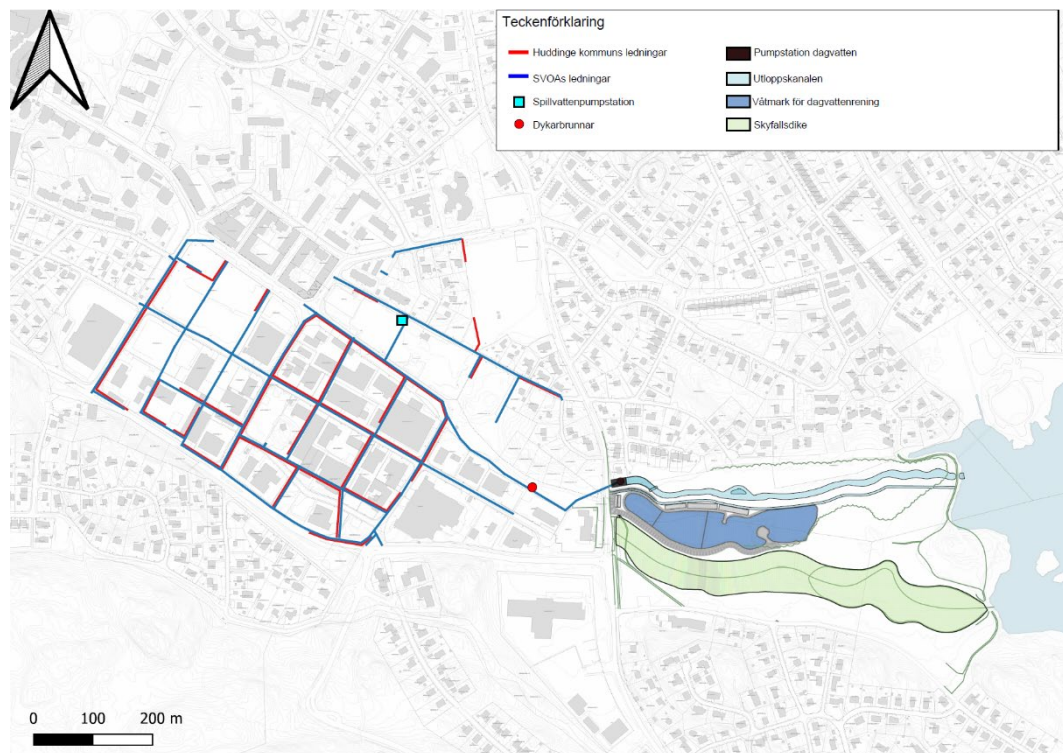 Teckenförklaring
Huddinge kommuns ledningar
SVOAs ledningar
Spillvattenpumpstation
Dykarbrunnar
Pumpstation dagvatten
Utloppskanalen
Våtmark för dagvattenrening
Skyfallsdike
0 100 200 m